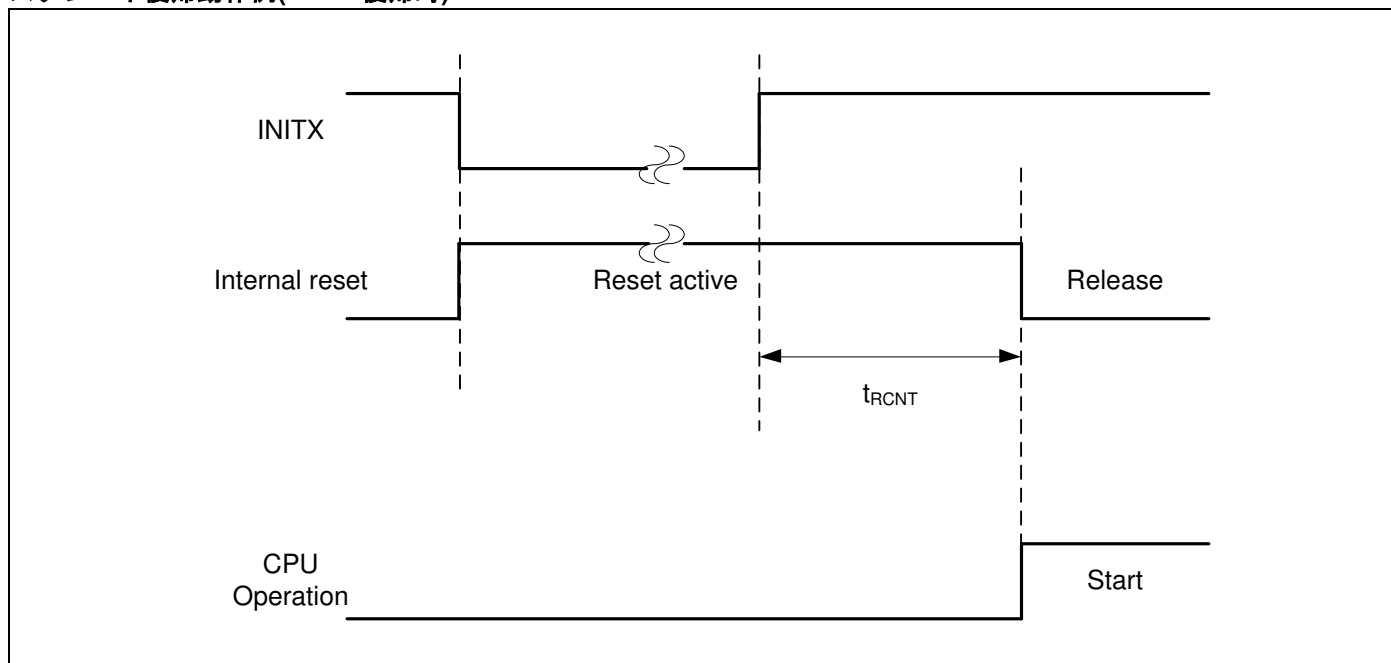 INITX
Internal reset
Reset active
Release
tRCNT
CPU
Operation
Start